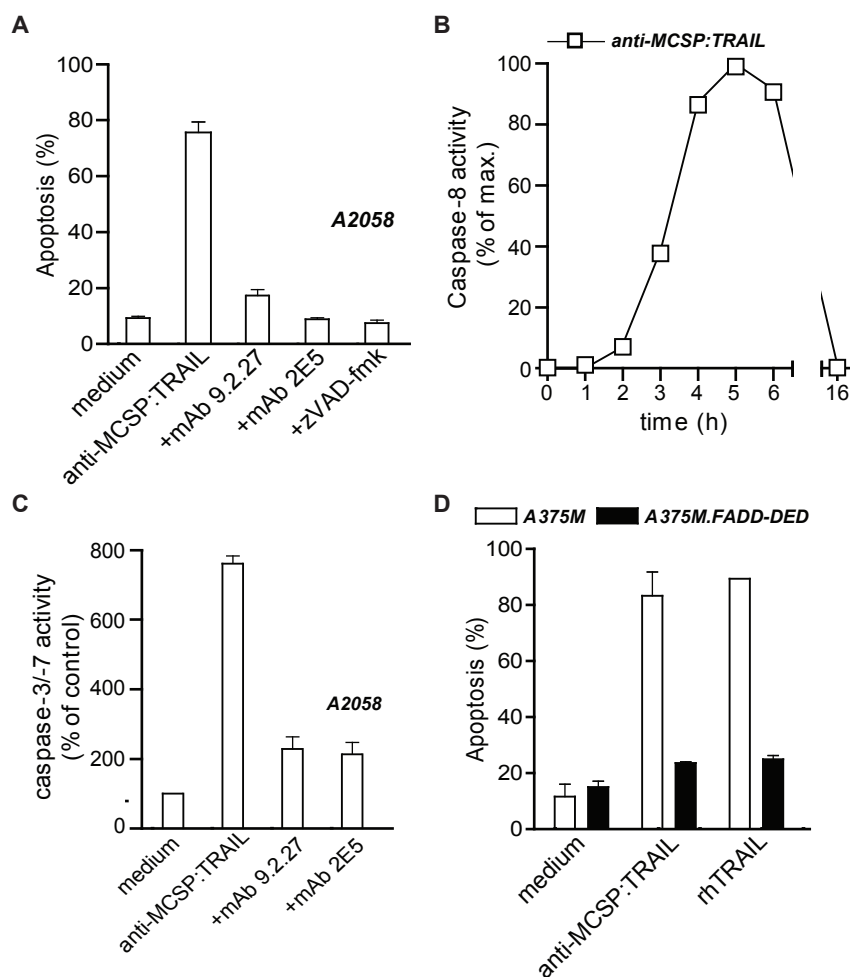 A
Apoptosis (%)
100
80
60
40
20
0
A2058
medium
anti-MCSP:TRAIL
+mAb 9.2.27
+mAb 2E5
+zVAD-fmk
B
anti-MCSP:TRAIL
Caspase-8 activity
(% of max.)
100
80
60
40
20
0
0 1 2 3 4 5 6 16
time (h)
C
caspase-3/-7 activity
(% of control)
800
600
400
200
0
A2058
medium
anti-MCSP:TRAIL
+mAb 9.2.27
+mAb 2E5
D
A375M A375M.FADD-DED
Apoptosis (%)
100
80
60
40
20
0
medium
anti-MCSP:TRAIL
rhTRAIL